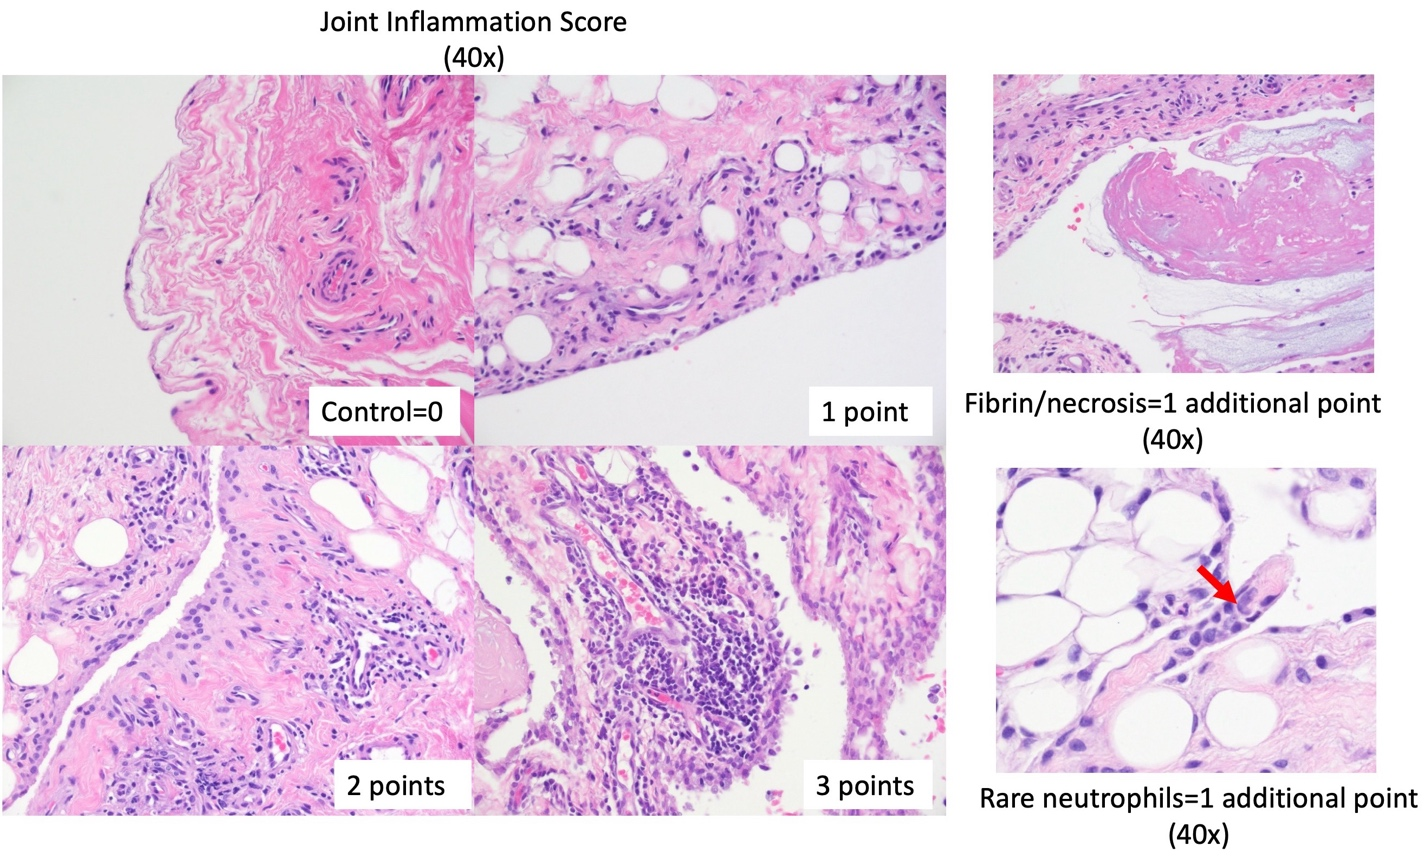 Joint Inflammation Score
(40x)
Control=0
1 point
2 points
3 points
Fibrin/necrosis=1 additional point
(40x)
Rare neutrophils=1 additional point
(40x)